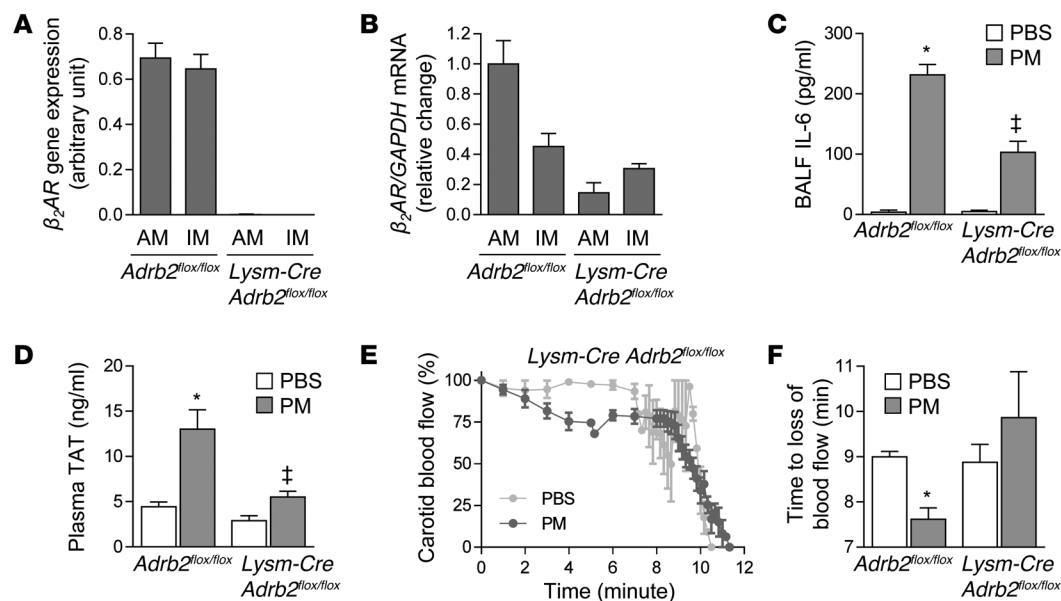 A
β₂AR gene expression
(arbitrary unit)
0.8
0.6
0.4
0.2
0.0
AM IM AM IM
Adrb2flox/flox Lysm-Cre
Adrb2flox/flox
B
β₂AR/GAPDH mRNA
(relative change)
1.2
1.0
0.8
0.6
0.4
0.2
0.0
AM IM AM IM
Adrb2flox/flox Lysm-Cre
Adrb2flox/flox
C
BALF IL-6 (pg/ml)
300
200
100
0
PBS
PM
*
‡
Adrb2flox/flox Lysm-Cre
Adrb2flox/flox
D
Plasma TAT (ng/ml)
20
15
10
5
0
PBS
PM
*
‡
Adrb2flox/flox Lysm-Cre
Adrb2flox/flox
E
Lysm-Cre Adrb2flox/flox
Carotid blood flow (%)
100
75
50
25
0
PBS
PM
0 2 4 6 8 10 12
Time (minute)
F
Time to loss of
blood flow (min)
11
10
9
8
7
PBS
PM
*
Adrb2flox/flox Lysm-Cre
Adrb2flox/flox